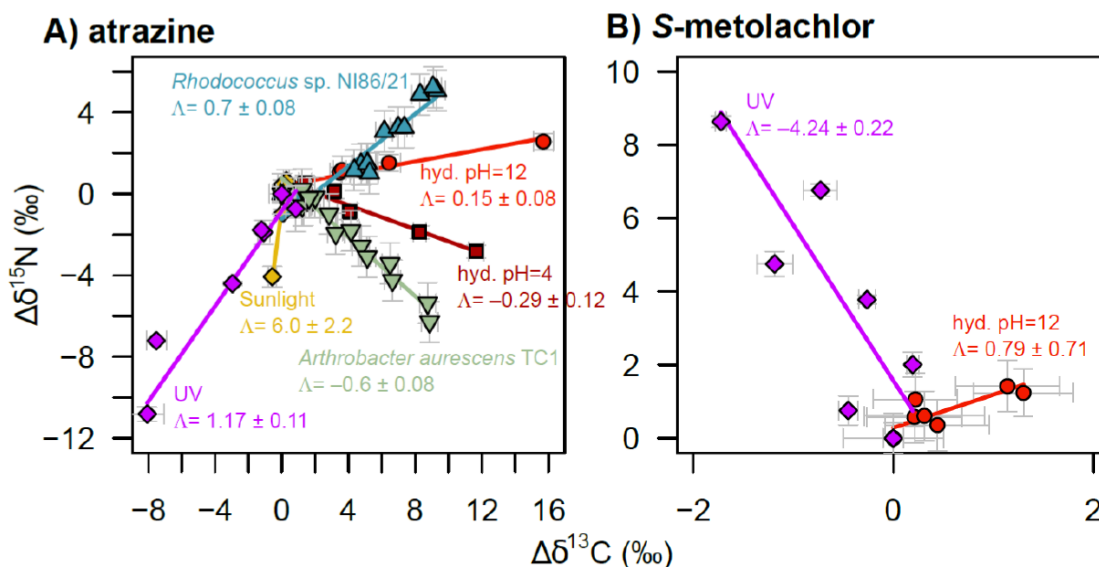 A) atrazine
Rhodococcus sp. NI86/21
Λ= 0.7 ± 0.08
hyd. pH=12
Λ= 0.15 ± 0.08
hyd. pH=4
Λ= –0.29 ± 0.12
Sunlight
Λ= 6.0 ± 2.2
Arthrobacter aurescens TC1
Λ= –0.6 ± 0.08
UV
Λ= 1.17 ± 0.11
4
0
−4
−8
−12
Δδ15N (‰)
−8 −4 0 4 8 12 16
B) S-metolachlor
UV
Λ= –4.24 ± 0.22
hyd. pH=12
Λ= 0.79 ± 0.71
10
8
6
4
2
0
−2 0 2
Δδ13C (‰)